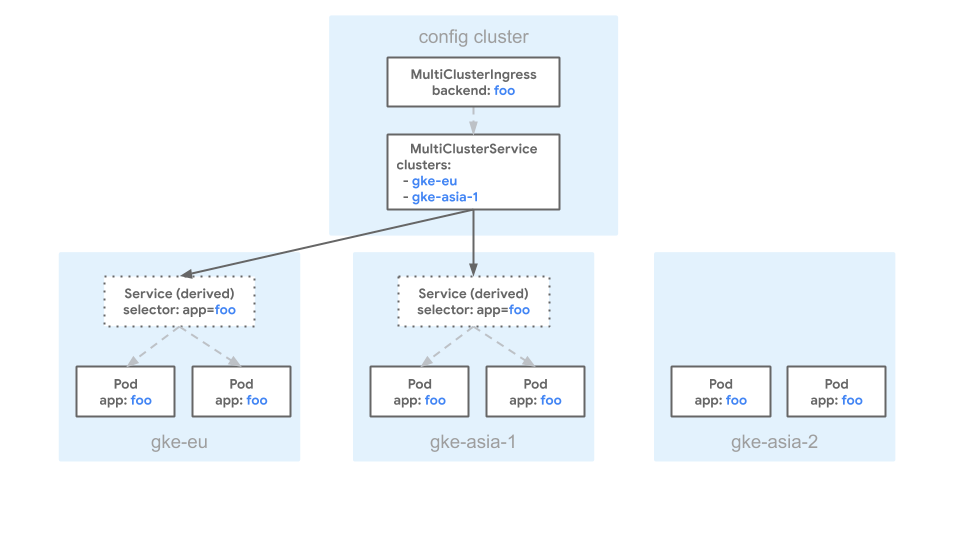 config cluster
MultiClusterIngress
backend: foo
MultiClusterService
clusters:
- gke-eu
- gke-asia-1
Service (derived)
selector: app=foo
Pod
app: foo
Pod
app: foo
gke-eu
Service (derived)
selector: app=foo
Pod
app: foo
Pod
app: foo
gke-asia-1
Pod
app: foo
Pod
app: foo
gke-asia-2